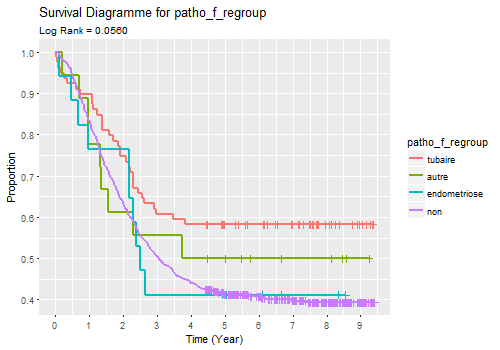 Survival Diagramme for patho_f_regroup
Log Rank = 0.0560
1.0
0.9
0.8
0.7
0.6
0.5
0.4
Proportion
0 1 2 3 4 5 6 7 8 9
Time (Year)
patho_f_regroup
tubaire
autre
endometriose
non